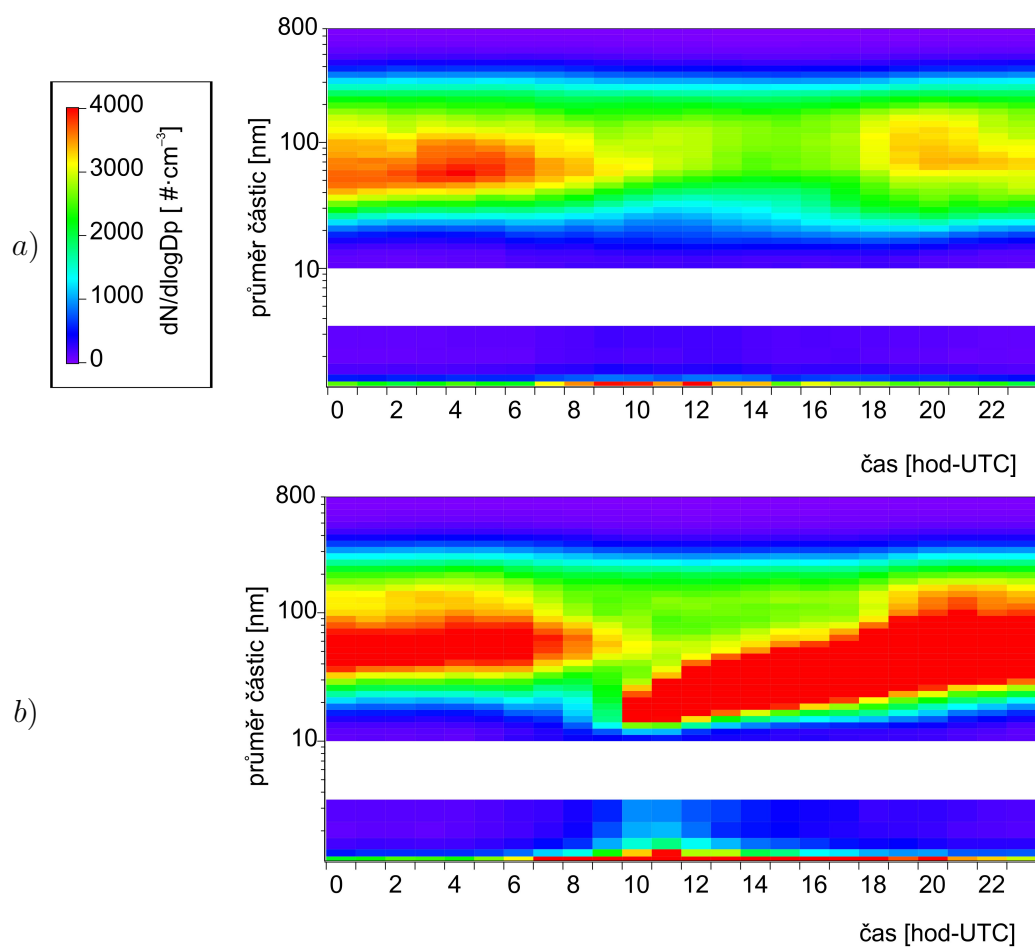 800
100
10
průměr částic [nm]
0 2 4 6 8 10 12 14 16 18 20 22
čas [hod-UTC]
a)
4000
3000
2000
1000
0
dN/dlogDp [ #·cm⁻³]
800
100
10
průměr částic [nm]
0 2 4 6 8 10 12 14 16 18 20 22
čas [hod-UTC]
b)